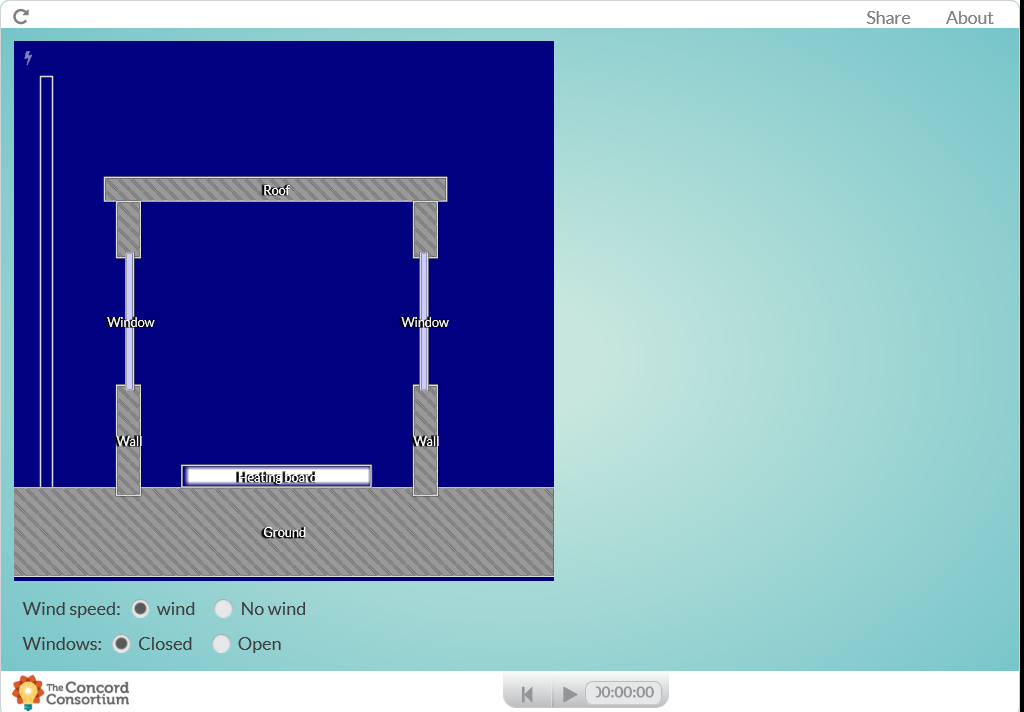 Share About
Roof
Window Window
Wall Wall
Heating board
Ground
Wind speed: wind No wind
Windows: Closed Open
The Concord
Consortium
00:00:00